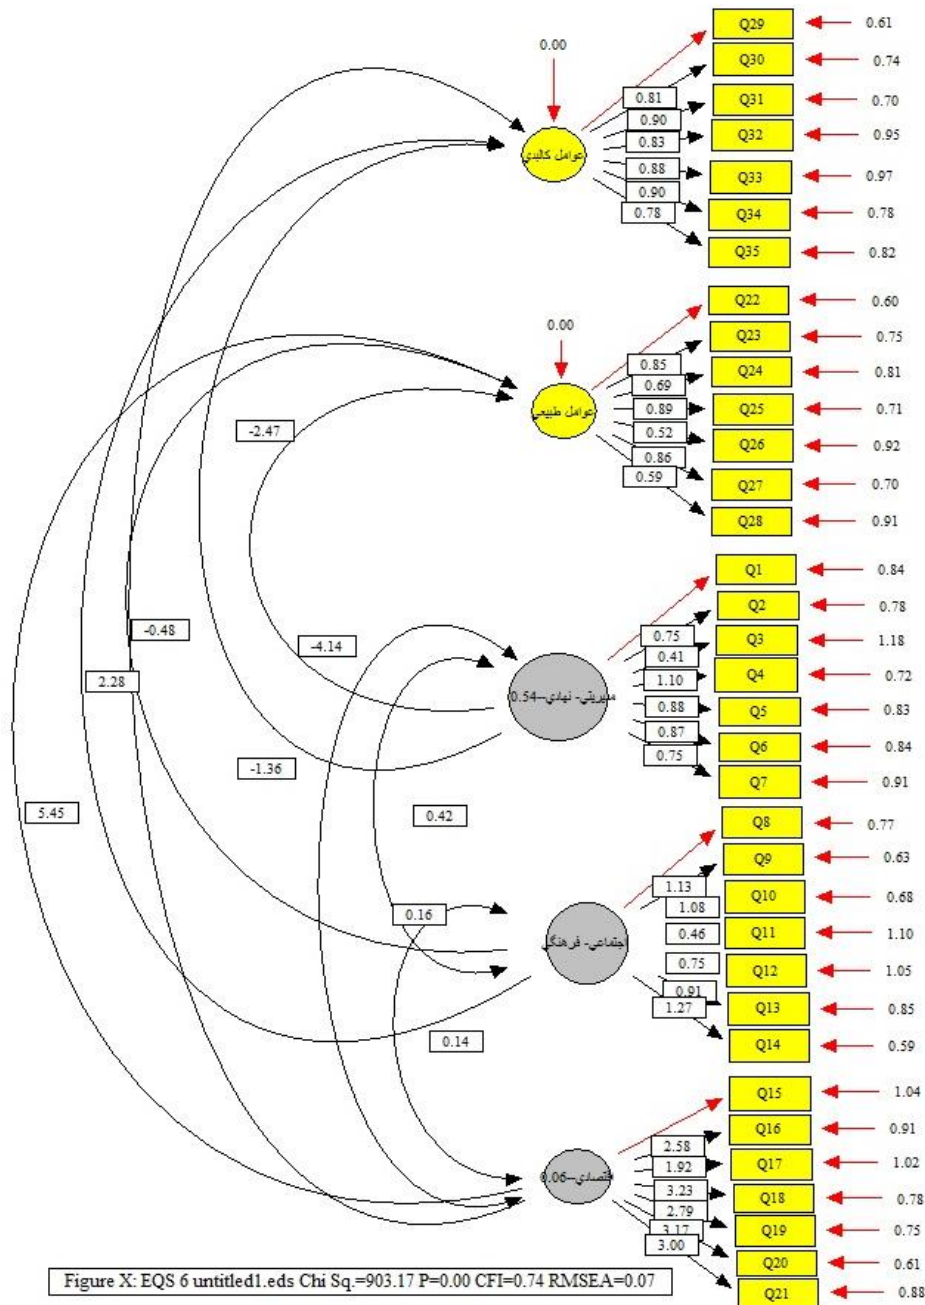 Q29
0.61
0.00
Q30
0.74
0.81
Q31
0.70
0.90
Q32
0.95
0.83
عوامل كالبدي
Q33
0.97
0.88
0.90
Q34
0.78
0.78
Q35
0.82
Q22
0.60
0.00
Q23
0.75
0.85
Q24
0.81
0.69
Q25
0.71
0.89
عوامل طبيعي
-2.47
0.52
Q26
0.92
0.86
Q27
0.70
0.59
Q28
0.91
Q1
0.84
Q2
0.78
-0.48
0.75
Q3
1.18
-4.14
0.41
2.28
1.10
Q4
0.72
مديريتي- نهادي--0.54
0.88
Q5
0.83
0.87
Q6
0.84
0.75
-1.36
Q7
0.91
5.45
0.42
Q8
0.77
Q9
0.63
1.13
Q10
0.68
1.08
0.16
Q11
1.10
0.46
اجتماعي- فرهنگي
0.75
Q12
1.05
0.91
Q13
0.85
1.27
0.14
Q14
0.59
Q15
1.04
Q16
0.91
2.58
Q17
1.02
1.92
اقتصادي--0.06
3.23
Q18
0.78
2.79
3.17
Q19
0.75
3.00
Q20
0.61
Q21
0.88
Figure X: EQS 6 untitled1.eds Chi Sq.=903.17 P=0.00 CFI=0.74 RMSEA=0.07